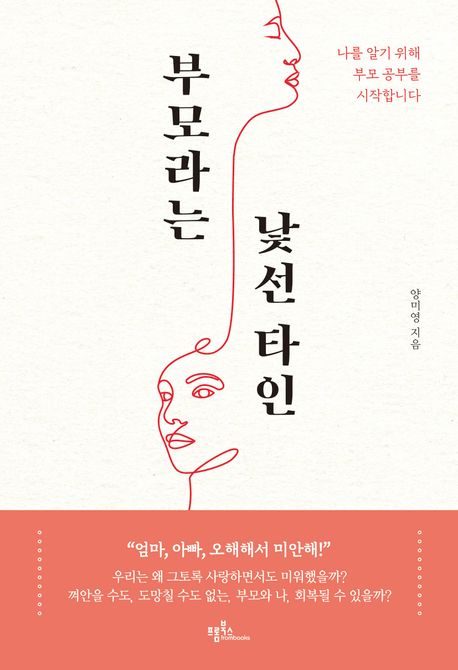 나를 알기 위해
부모 공부를
시작합니다
부모라는
낯선 타인
양미영 지음
“엄마, 아빠, 오해해서 미안해!”
우리는 왜 그토록 사랑하면서도 미워했을까?
껴안을 수도, 도망칠 수도 없는, 부모와 나, 회복될 수 있을까?
프롬북스
frombooks